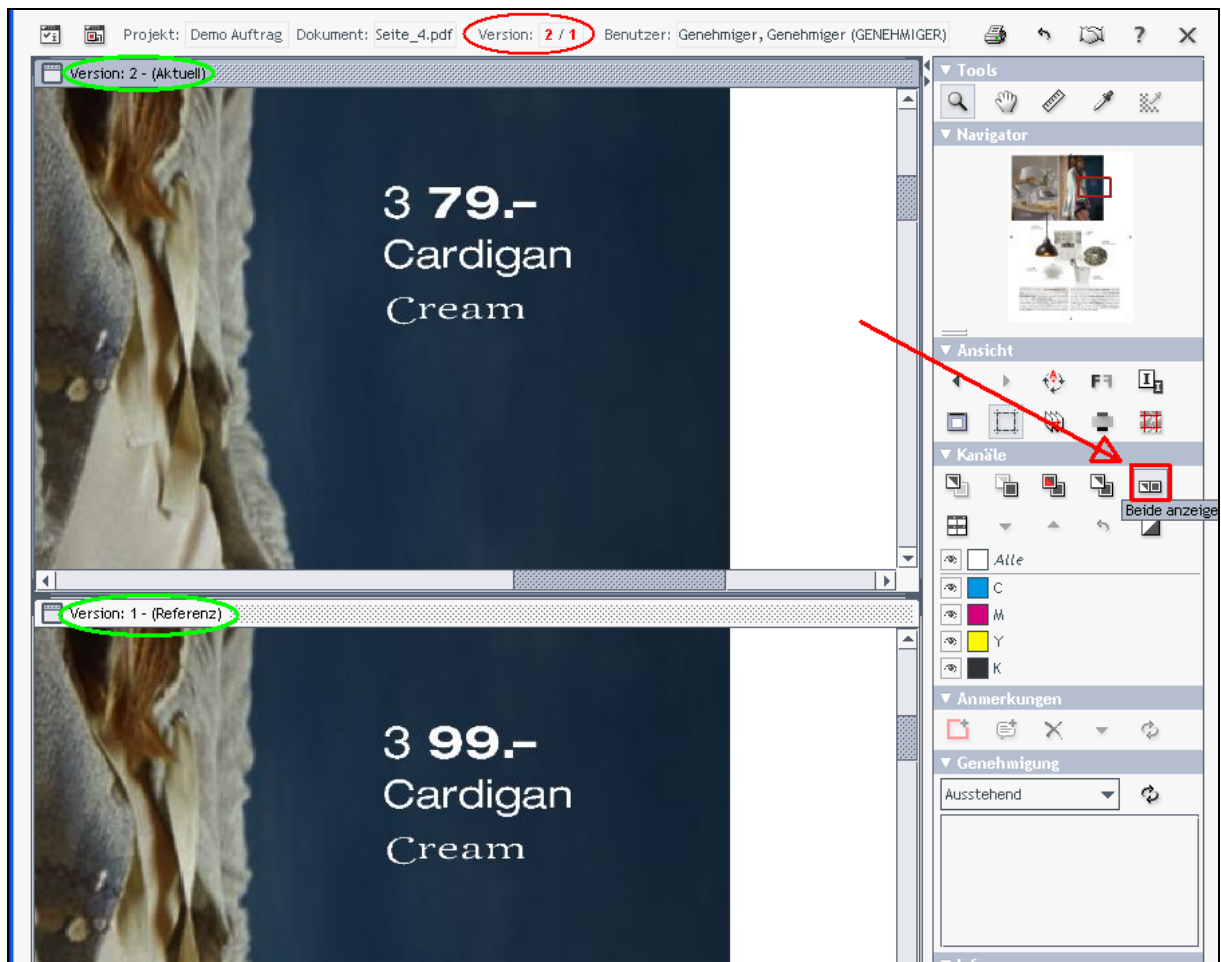 Projekt: Demo Auftrag Dokument: Seite_4.pdf Version: 2 / 1 Benutzer: Genehmiger, Genehmiger (GENEHMIGER) ?
Version: 2 - (Aktuell)
3 79.–
Cardigan
Cream
Version: 1 - (Referenz)
3 99.–
Cardigan
Cream
Tools
Navigator
Ansicht
Kanäle
Beide anzeige
Alle
C
M
Y
K
Anmerkungen
Genehmigung
Ausstehend